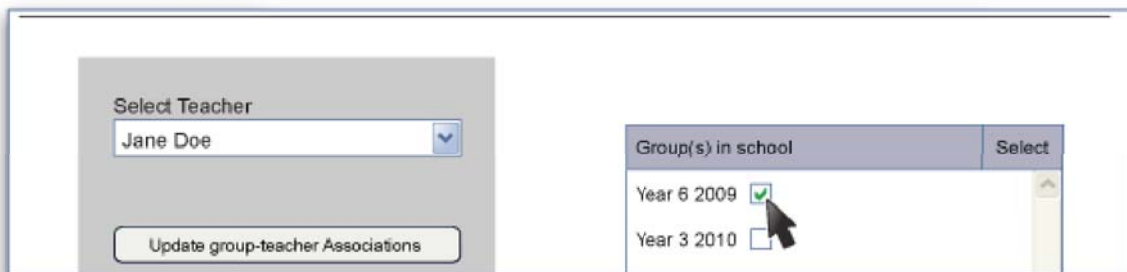 Select Teacher
Jane Doe
Update group-teacher Associations
Group(s) in school Select
Year 6 2009
Year 3 2010